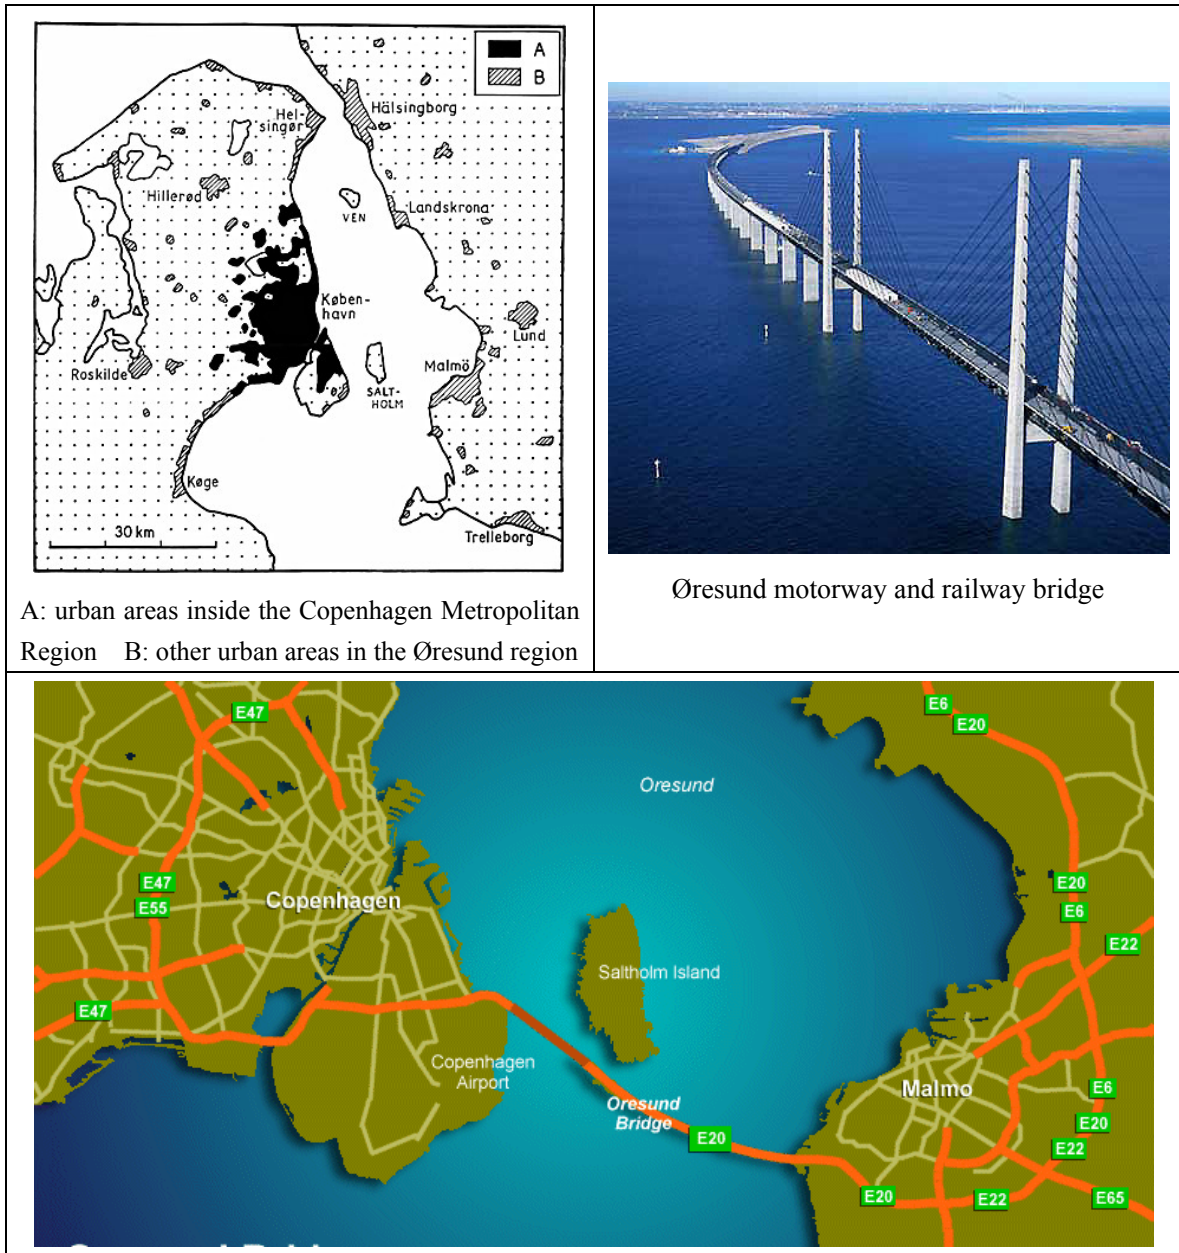 A
B
Hel-
singør
Hälsingborg
Hillerød
VEN
Landskrona
Køben-
havn
Lund
Roskilde
Malmö
SALT-
HOLM
Køge
30 km
Trelleborg
A: urban areas inside the Copenhagen Metropolitan
Region B: other urban areas in the Øresund region
Øresund motorway and railway bridge
E47
E6
E20
Oresund
E47
E55
Copenhagen
E20
E6
E22
Saltholm Island
E47
Copenhagen
Airport
Oresund
Bridge
E20
Malmo
E6
E20
E22
E20
E22
E65